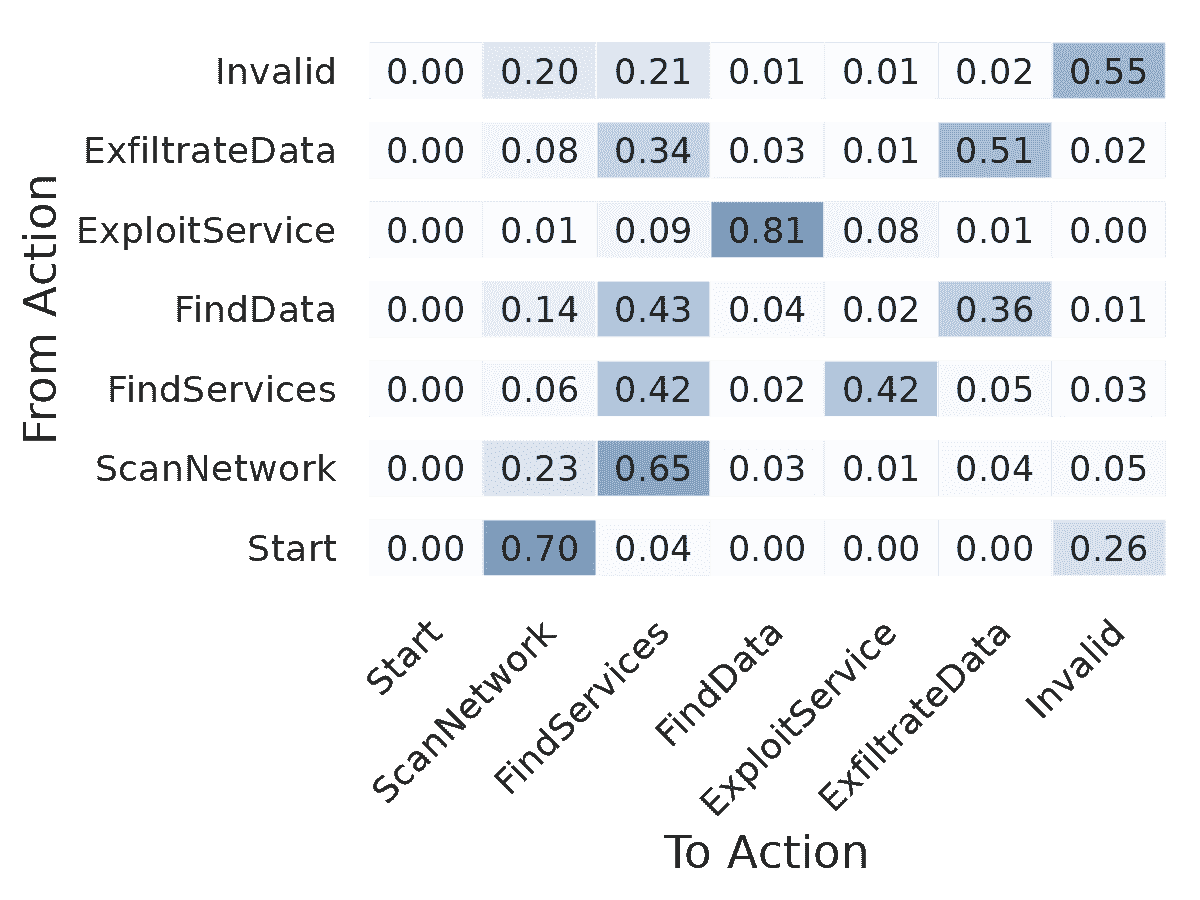 Invalid 0.00 0.20 0.21 0.01 0.01 0.02 0.55
ExfiltrateData 0.00 0.08 0.34 0.03 0.01 0.51 0.02
ExploitService 0.00 0.01 0.09 0.81 0.08 0.01 0.00
FindData 0.00 0.14 0.43 0.04 0.02 0.36 0.01
FindServices 0.00 0.06 0.42 0.02 0.42 0.05 0.03
ScanNetwork 0.00 0.23 0.65 0.03 0.01 0.04 0.05
Start 0.00 0.70 0.04 0.00 0.00 0.00 0.26
From Action
Start
ScanNetwork
FindServices
FindData
ExploitService
ExfiltrateData
Invalid
To Action